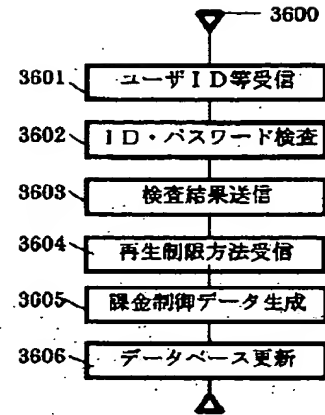 3600
3601 ユーザID等受信
3602 ID・パスワード検査
3603 検査結果送信
3604 再生制限方法受信
3605 課金制御データ生成
3606 データベース更新